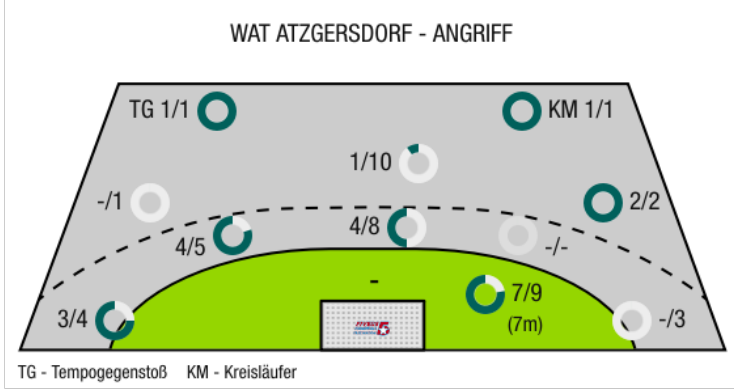 WAT ATZGERSDORF - ANGRIFF
TG 1/1
KM 1/1
1/10
-/1
2/2
4/5
4/8
-/-
-
3/4
7/9
(7m)
-/3
TG - Tempogegenstoß KM - Kreisläufer